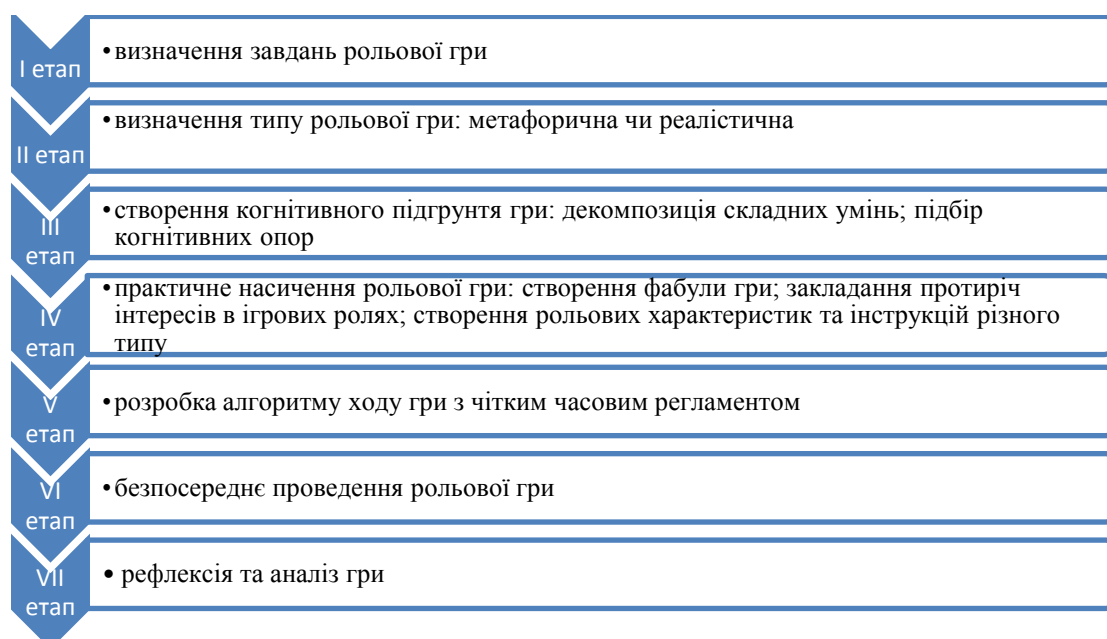 I етап
•визначення завдань рольової гри
II етап
•визначення типу рольової гри: метафорична чи реалістична
III
етап
•створення когнітивного підгрунтя гри: декомпозиція складних умінь; підбір
когнітивних опор
IV
етап
•практичне насичення рольової гри: створення фабули гри; закладання протиріч
інтересів в ігрових ролях; створення рольових характеристик та інструкцій різного
типу
V
етап
•розробка алгоритму ходу гри з чітким часовим регламентом
VI
етап
•безпосереднє проведення рольової гри
VII
етап
• рефлексія та аналіз гри